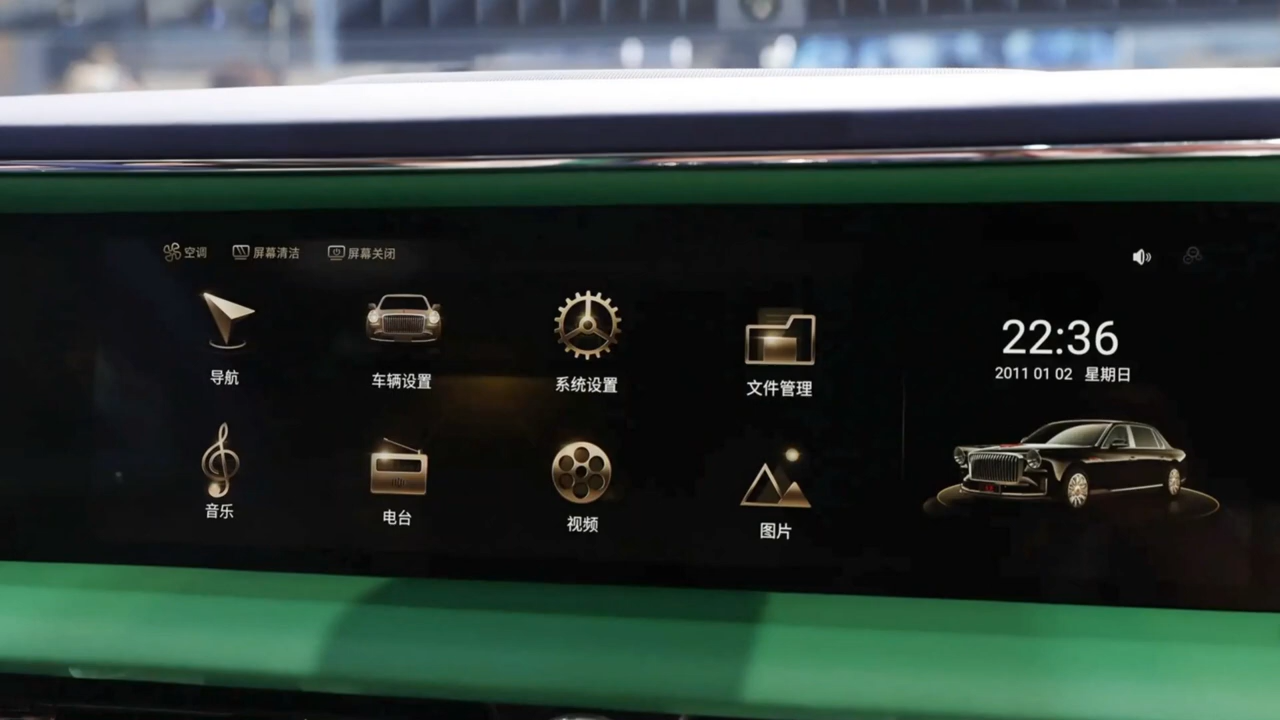 空调 屏幕清洁 屏幕关闭
导航 车辆设置 系统设置 文件管理
音乐 电台 视频 图片
22:36
2011 01 02 星期日